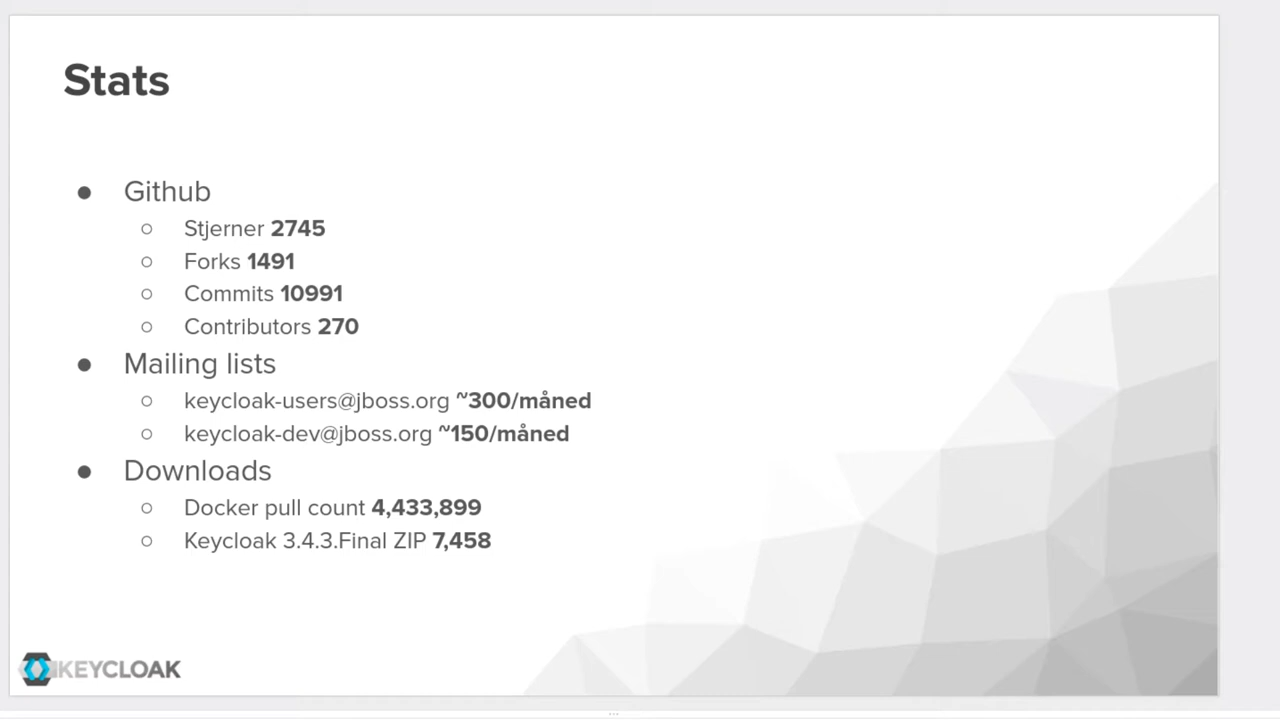 Stats
● Github
○ Stjerner 2745
○ Forks 1491
○ Commits 10991
○ Contributors 270
● Mailing lists
○ keycloak-users@jboss.org ~300/måned
○ keycloak-dev@jboss.org ~150/måned
● Downloads
○ Docker pull count 4,433,899
○ Keycloak 3.4.3.Final ZIP 7,458
KEYCLOAK